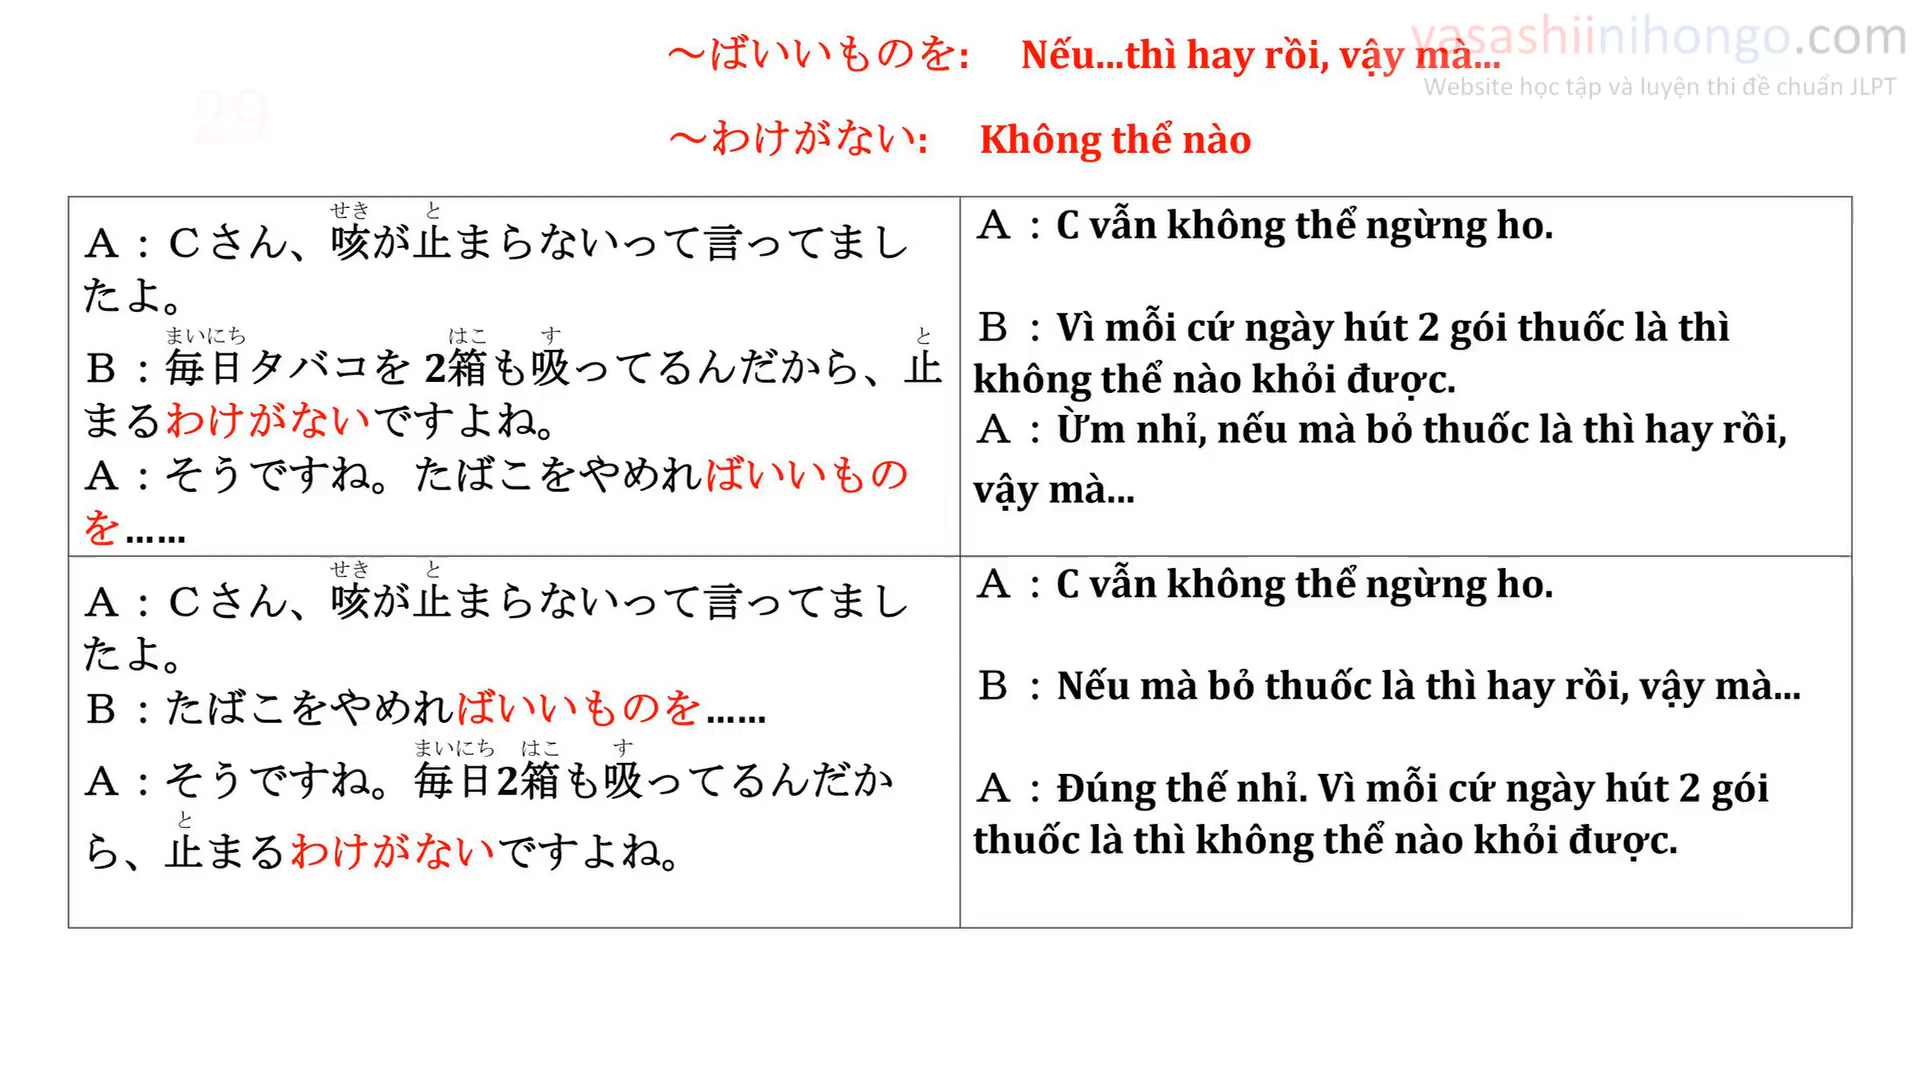 yasashiinihongo.com
～ばいいものを: Nếu...thì hay rồi, vậy mà...
Website học tập và luyện thi đề chuẩn JLPT
29
～わけがない: Không thể nào
せき と
A：Cさん、咳が止まらないって言ってまし
たよ。
まいにち はこ す と
B：毎日タバコを 2箱も吸ってるんだから、止
まるわけがないですよね。
A：そうですね。たばこをやめればいいもの
を......
A：C vẫn không thể ngừng ho.
B：Vì mỗi cứ ngày hút 2 gói thuốc là thì
không thể nào khỏi được.
A：Ừm nhỉ, nếu mà bỏ thuốc là thì hay rồi,
vậy mà...
せき と
A：Cさん、咳が止まらないって言ってまし
たよ。
B：たばこをやめればいいものを......
まいにち はこ す
A：そうですね。毎日2箱も吸ってるんだか
と
ら、止まるわけがないですよね。
A：C vẫn không thể ngừng ho.
B：Nếu mà bỏ thuốc là thì hay rồi, vậy mà...
A：Đúng thế nhỉ. Vì mỗi cứ ngày hút 2 gói
thuốc là thì không thể nào khỏi được.